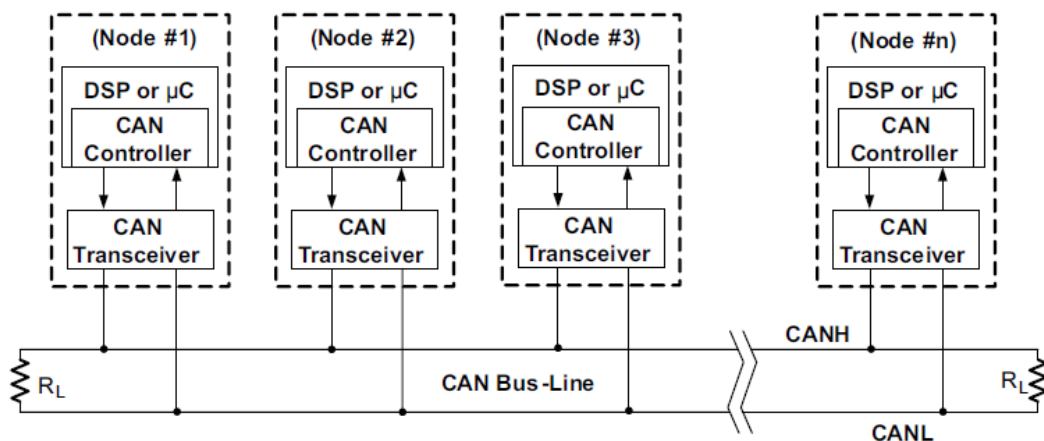 (Node #1)
DSP or µC
CAN
Controller
CAN
Transceiver
(Node #2)
DSP or µC
CAN
Controller
CAN
Transceiver
(Node #3)
DSP or µC
CAN
Controller
CAN
Transceiver
(Node #n)
DSP or µC
CAN
Controller
CAN
Transceiver
CANH
RL
CAN Bus-Line
RL
CANL